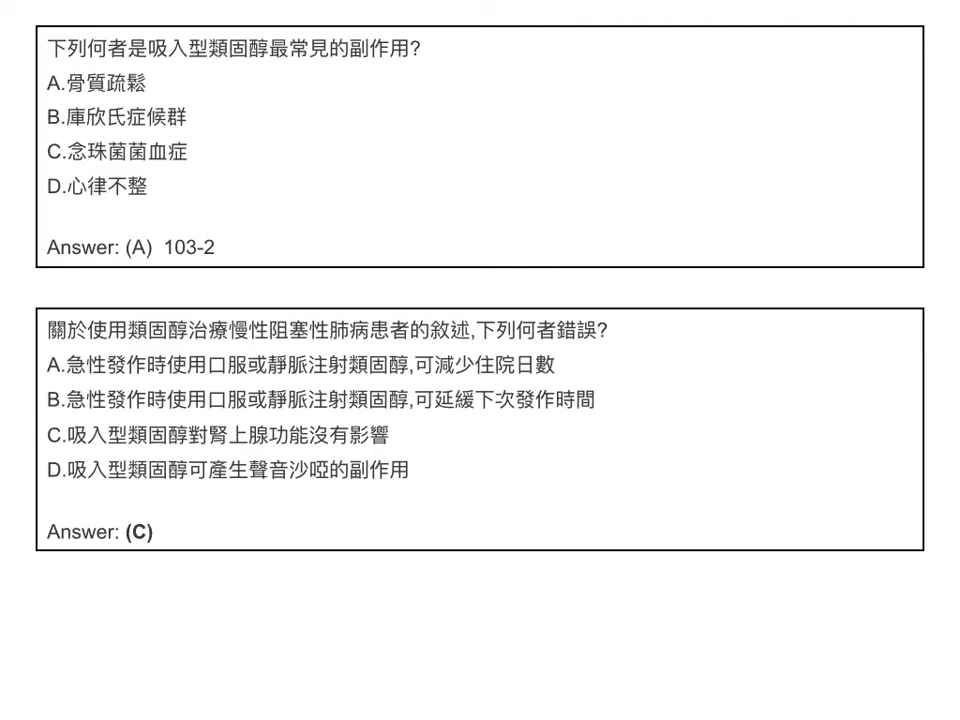 下列何者是吸入型類固醇最常見的副作用?
A.骨質疏鬆
B.庫欣氏症候群
C.念珠菌菌血症
D.心律不整
Answer: (A)  103-2
關於使用類固醇治療慢性阻塞性肺病患者的敘述,下列何者錯誤?
A.急性發作時使用口服或靜脈注射類固醇,可減少住院日數
B.急性發作時使用口服或靜脈注射類固醇,可延緩下次發作時間
C.吸入型類固醇對腎上腺功能沒有影響
D.吸入型類固醇可產生聲音沙啞的副作用
Answer: (C)